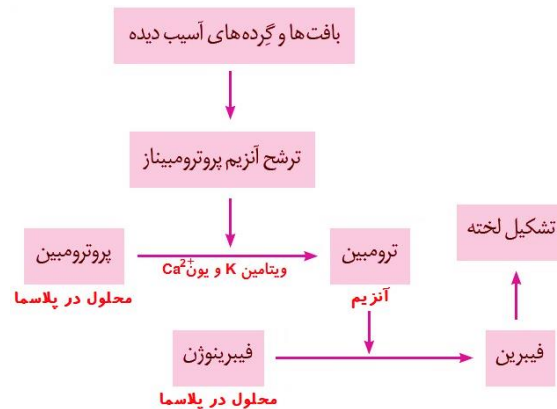 بافت‌ها و گِرده‌های آسیب دیده
ترشح آنزیم پروترومبیناز
تشکیل لخته
پروترومبین
ویتامین K و یون Ca2+
ترومبین
محلول در پلاسما
آنزیم
فیبرینوژن
فیبرین
محلول در پلاسما